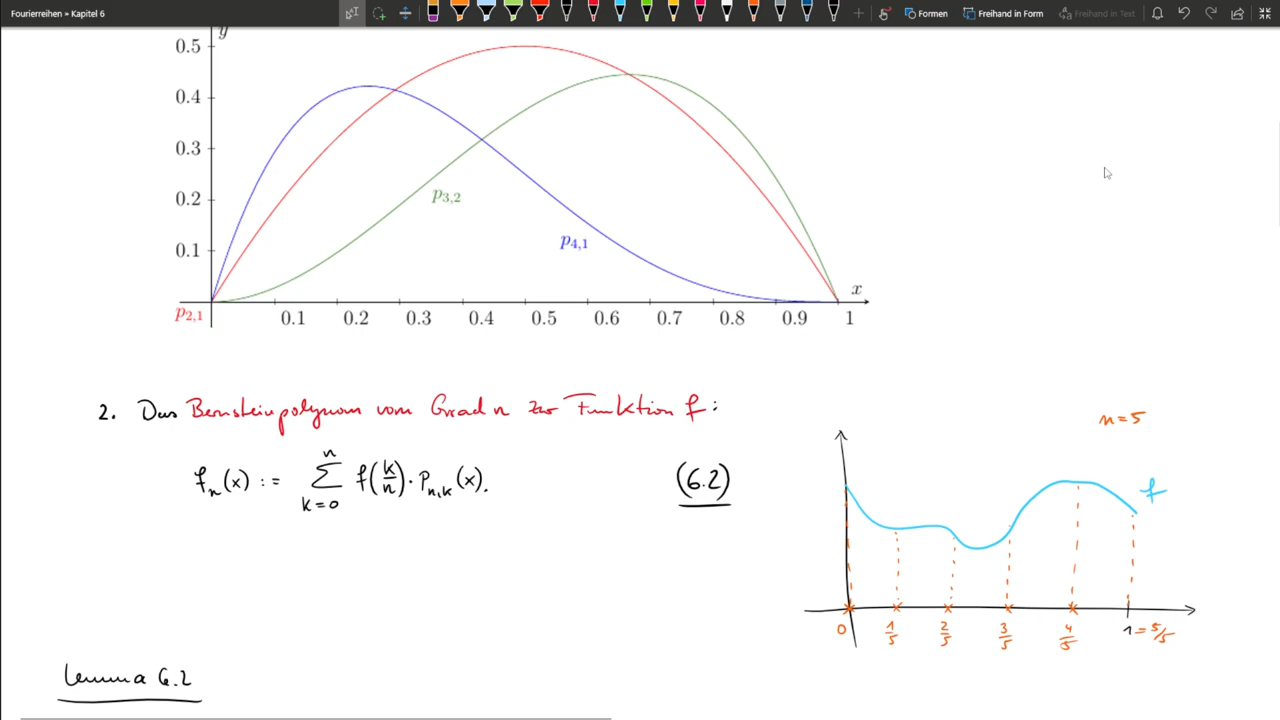 Fourierreihen » Kapitel 6
Formen
Freihand in Form
Freihand in Text
y
0.5
0.4
0.3
0.2
0.1
p3,2
p4,1
p2,1
x
0.1 0.2 0.3 0.4 0.5 0.6 0.7 0.8 0.9 1
2. Das Bernsteinpolynom vom Grad n zur Funktion f:
n=5
fₙ(x) := ∑ₖ₌₀ⁿ f(k/n) · pₙ,ₖ(x). (6.2)
f
0 1/5 2/5 3/5 4/5 1=5/5
Lemma 6.2